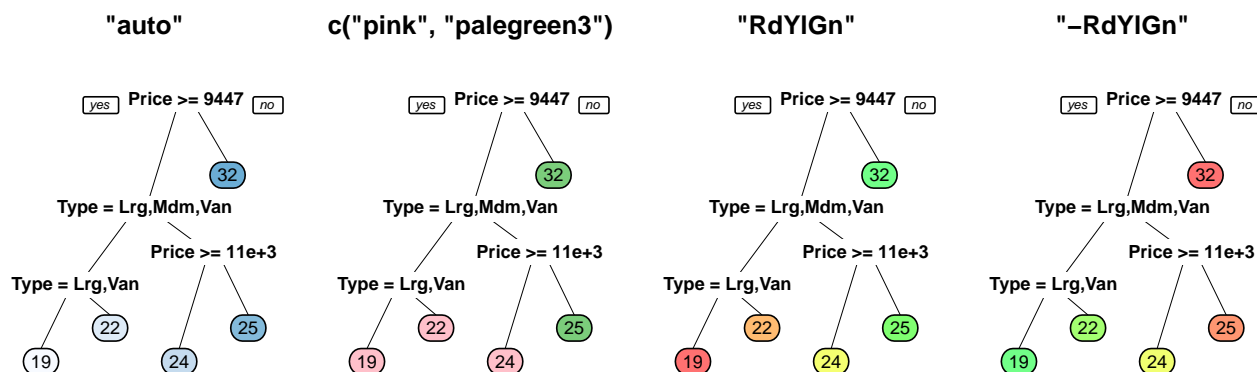 "auto"
yes Price >= 9447 no
32
Type = Lrg,Mdm,Van
Price >= 11e+3
Type = Lrg,Van
22 25
19 24
c("pink", "palegreen3")
yes Price >= 9447 no
32
Type = Lrg,Mdm,Van
Price >= 11e+3
Type = Lrg,Van
22 25
19 24
"RdYlGn"
yes Price >= 9447 no
32
Type = Lrg,Mdm,Van
Price >= 11e+3
Type = Lrg,Van
22 25
19 24
"−RdYlGn"
yes Price >= 9447 no
32
Type = Lrg,Mdm,Van
Price >= 11e+3
Type = Lrg,Van
22 25
19 24